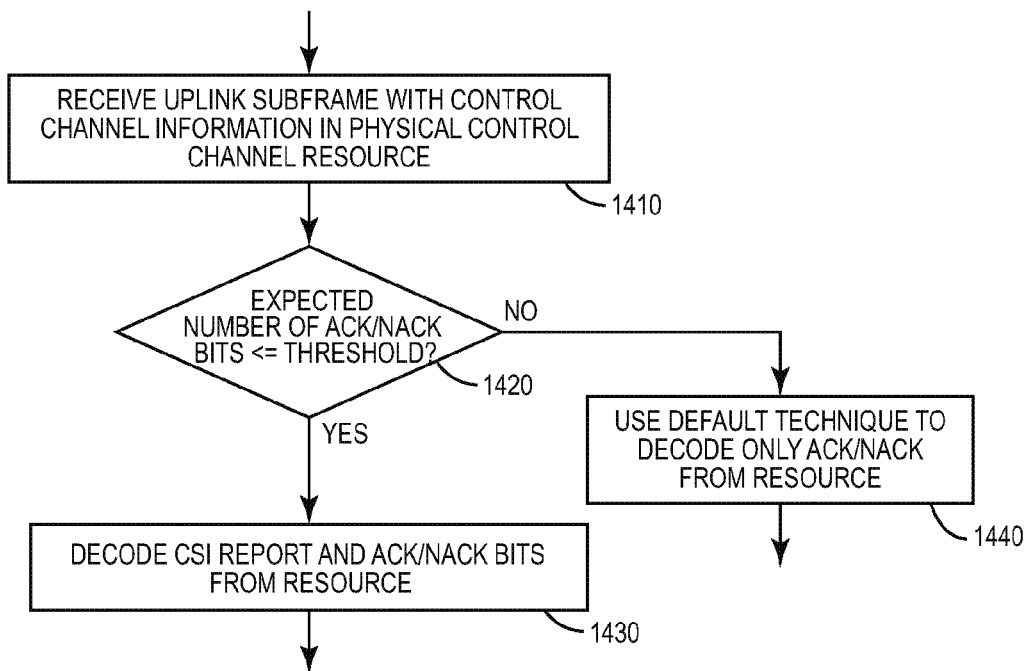 RECEIVE UPLINK SUBFRAME WITH CONTROL
CHANNEL INFORMATION IN PHYSICAL CONTROL
CHANNEL RESOURCE
1410
EXPECTED
NUMBER OF ACK/NACK
BITS <= THRESHOLD?
1420
NO
YES
USE DEFAULT TECHNIQUE TO
DECODE ONLY ACK/NACK
FROM RESOURCE
1440
DECODE CSI REPORT AND ACK/NACK BITS
FROM RESOURCE
1430